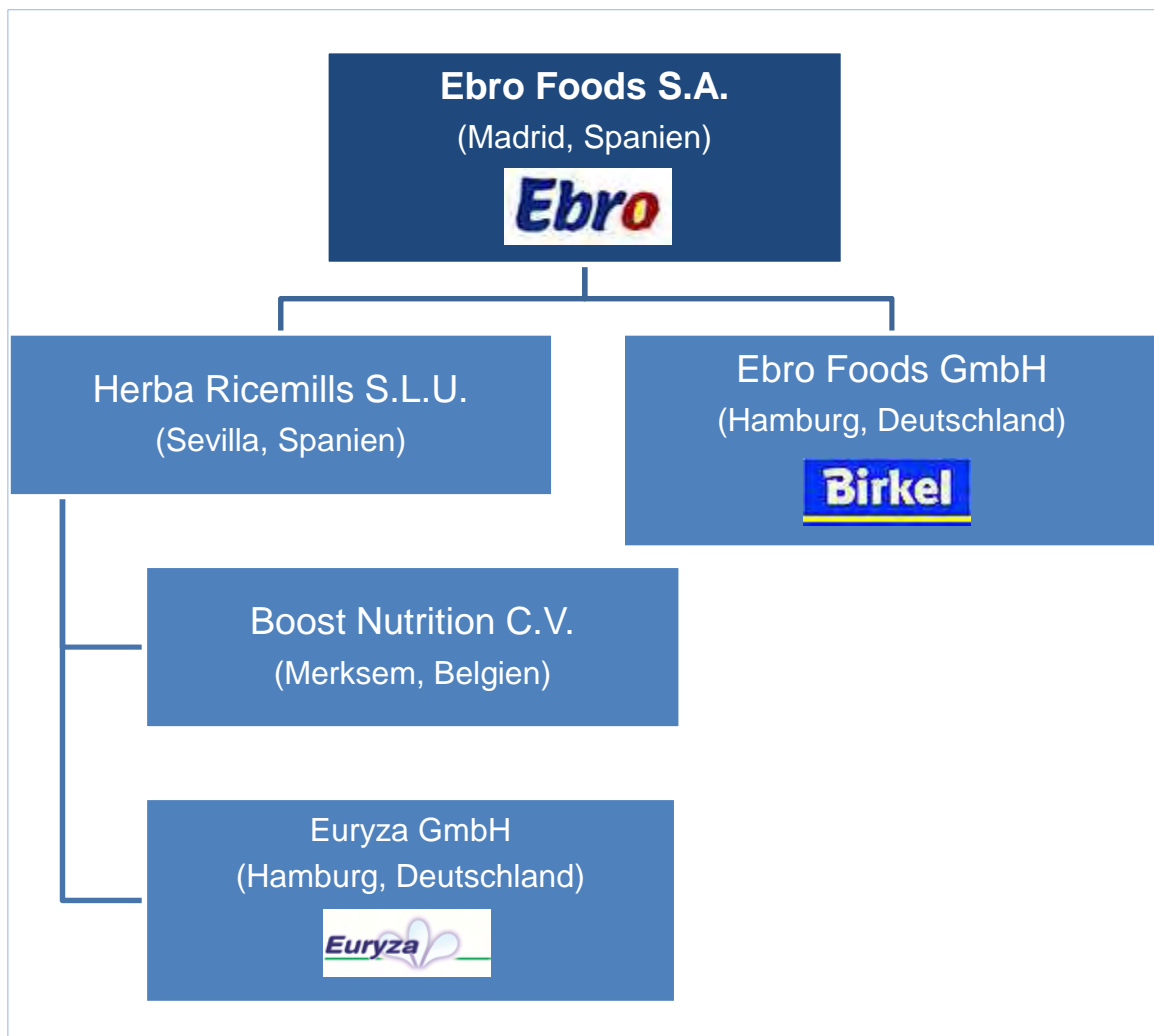 Ebro Foods S.A.
(Madrid, Spanien)
Ebro
Herba Ricemills S.L.U.
(Sevilla, Spanien)
Ebro Foods GmbH
(Hamburg, Deutschland)
Birkel
Boost Nutrition C.V.
(Merksem, Belgien)
Euryza GmbH
(Hamburg, Deutschland)
Euryza